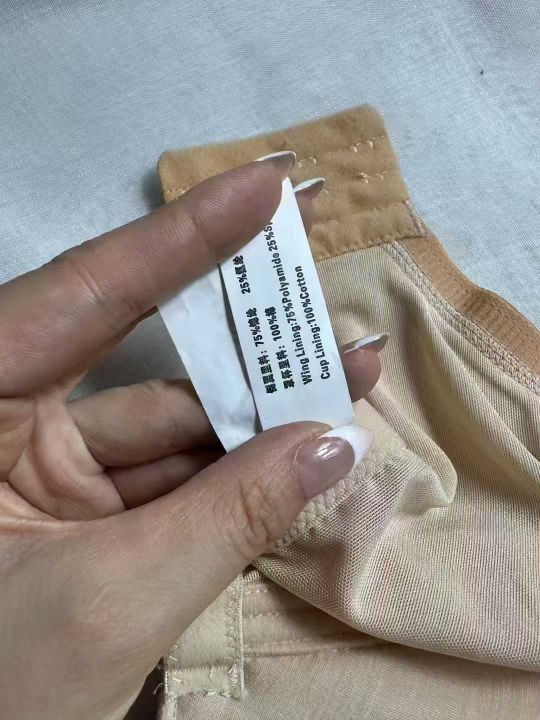 侧翼里料：75%锦纶 25%氨纶
罩杯里料：100%棉
Wing Lining:75%Polyamide 25%Sp
Cup Lining:100%Cotton